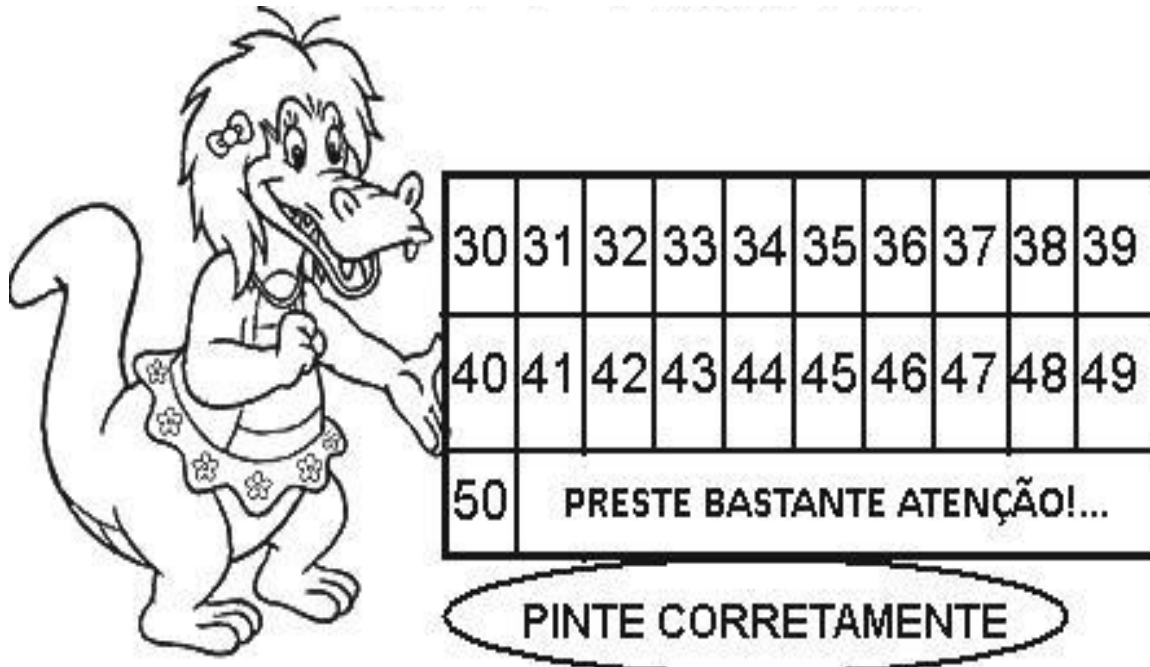 30 31 32 33 34 35 36 37 38 39
40 41 42 43 44 45 46 47 48 49
50 PRESTE BASTANTE ATENÇÃO!...
PINTE CORRETAMENTE